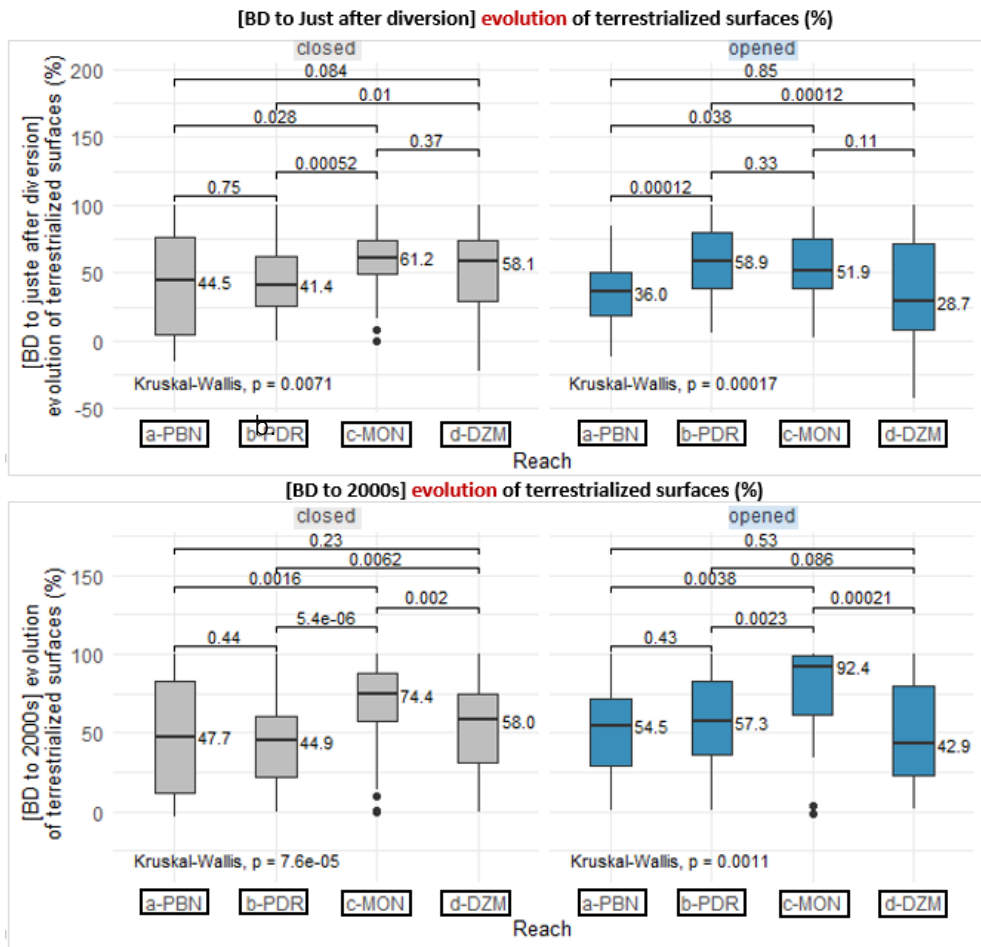 [BD to Just after diversion] evolution of terrestrialized surfaces (%)
closed
opened
[BD to juste after diversion]
evolution of terrestrialized surfaces (%)
200
150
100
50
0
-50
0.084
0.01
0.028
0.37
0.00052
0.75
44.5
41.4
61.2
58.1
Kruskal-Wallis, p = 0.0071
0.85
0.00012
0.038
0.11
0.33
0.00012
36.0
58.9
51.9
28.7
Kruskal-Wallis, p = 0.00017
b.
a-PBN
b-PDR
c-MON
d-DZM
a-PBN
b-PDR
c-MON
d-DZM
Reach
[BD to 2000s] evolution of terrestrialized surfaces (%)
closed
opened
[BD to 2000s] evolution
of terrestrialized surfaces (%)
150
100
50
0
0.23
0.0062
0.0016
0.002
5.4e-06
0.44
47.7
44.9
74.4
58.0
Kruskal-Wallis, p = 7.6e-05
0.53
0.086
0.0038
0.00021
0.0023
0.43
54.5
57.3
92.4
42.9
Kruskal-Wallis, p = 0.0011
a-PBN
b-PDR
c-MON
d-DZM
a-PBN
b-PDR
c-MON
d-DZM
Reach